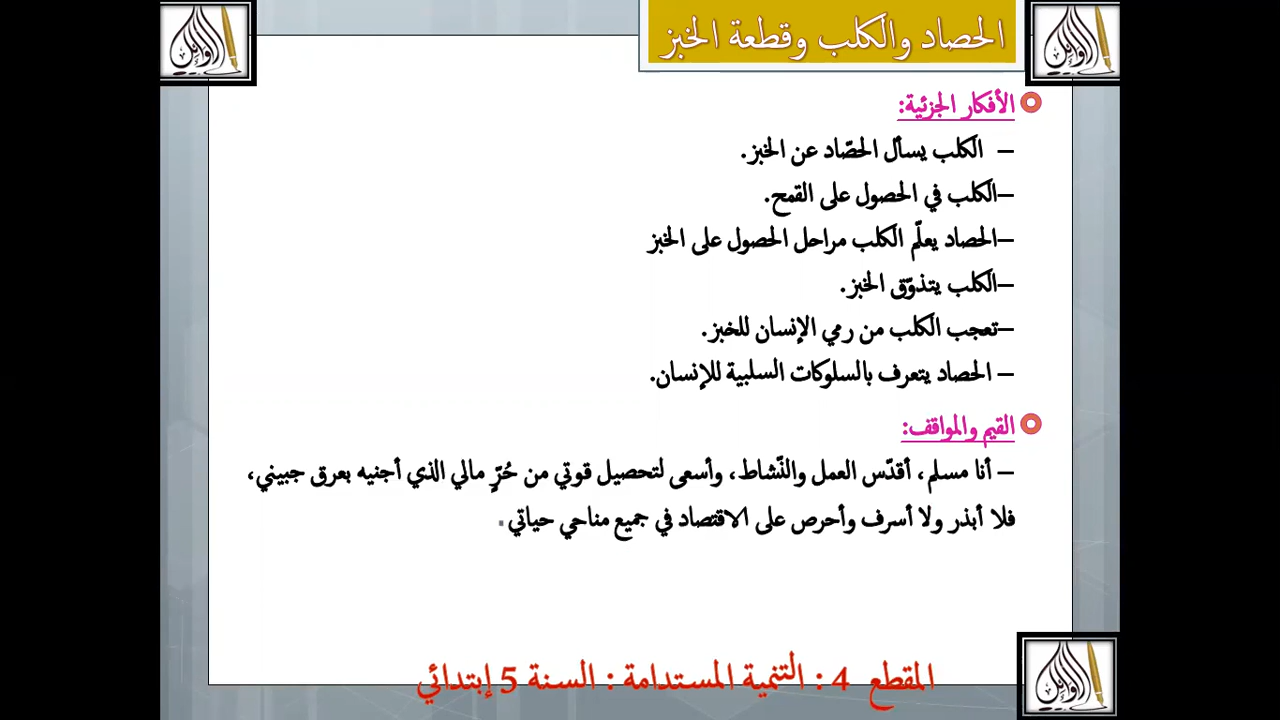 الحصاد والكلب وقطعة الخبز
الأفكار الجزئية:
– الكلب يسأل الحصّاد عن الخبز.
–الكلب في الحصول على القمح.
–الحصاد يعلّم الكلب مراحل الحصول على الخبز
–الكلب يتذوّق الخبز.
–تعجب الكلب من رمي الإنسان للخبز.
– الحصاد يتعرف بالسلوكات السلبية للإنسان.
القيم والمواقف:
– أنا مسلم، أقدّس العمل والنّشاط، وأسعى لتحصيل قوتي من حُرّ مالي الذي أجنيه بعرق جبيني،
فلا أبذر ولا أسرف وأحرص على الاقتصاد في جميع مناحي حياتي.
المقطع 4 : التنمية المستدامة : السنة 5 إبتدائي
الأوائل
الأوائل
الأوائل